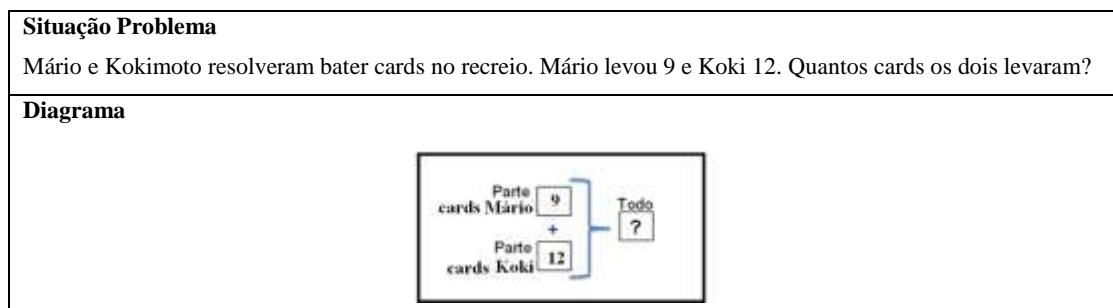 Situação Problema
Mário e Kokimoto resolveram bater cards no recreio. Mário levou 9 e Koki 12. Quantos cards os dois levaram?
Diagrama
Parte
cards Mário 9
+
Parte
cards Koki 12
Todo
?